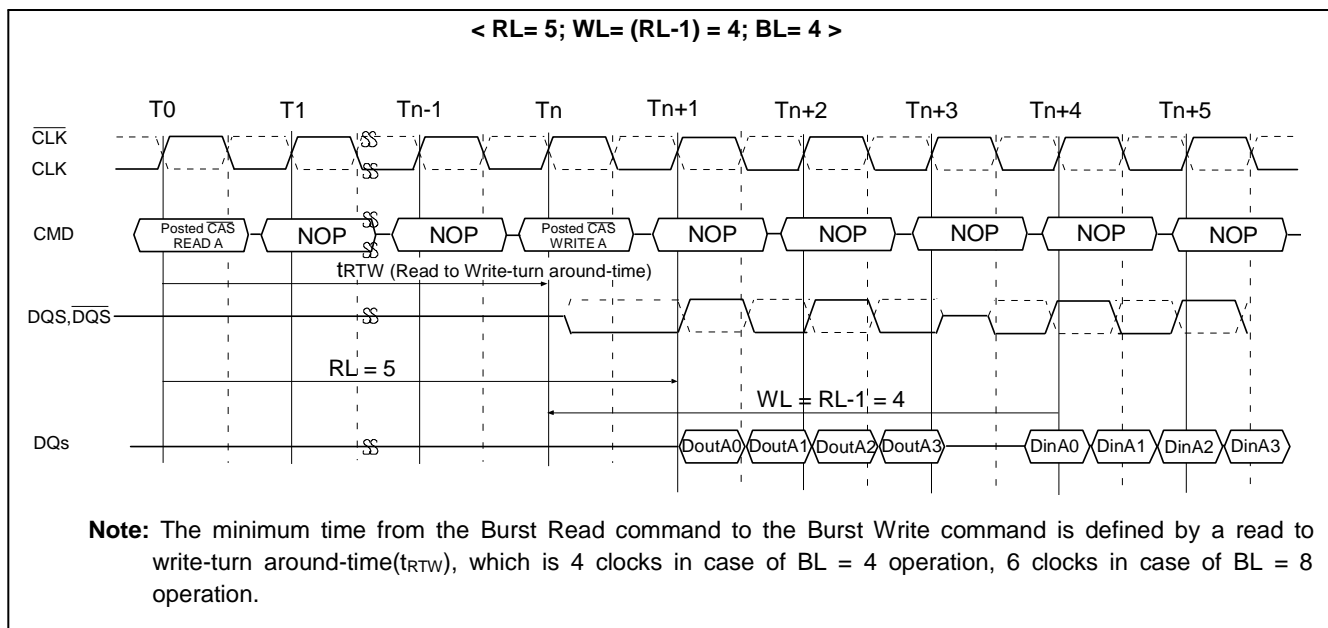 < RL= 5; WL= (RL-1) = 4; BL= 4 >
T0 T1 Tn-1 Tn Tn+1 Tn+2 Tn+3 Tn+4 Tn+5
CLK
CLK
CMD
Posted CAS
READ A
NOP
NOP
Posted CAS
WRITE A
NOP
NOP
NOP
NOP
NOP
tRTW (Read to Write-turn around-time)
DQS,DQS
RL = 5
WL = RL-1 = 4
DQs
DoutA0 DoutA1 DoutA2 DoutA3 DinA0 DinA1 DinA2 DinA3
Note: The minimum time from the Burst Read command to the Burst Write command is defined by a read to
write-turn around-time(tRTW), which is 4 clocks in case of BL = 4 operation, 6 clocks in case of BL = 8
operation.